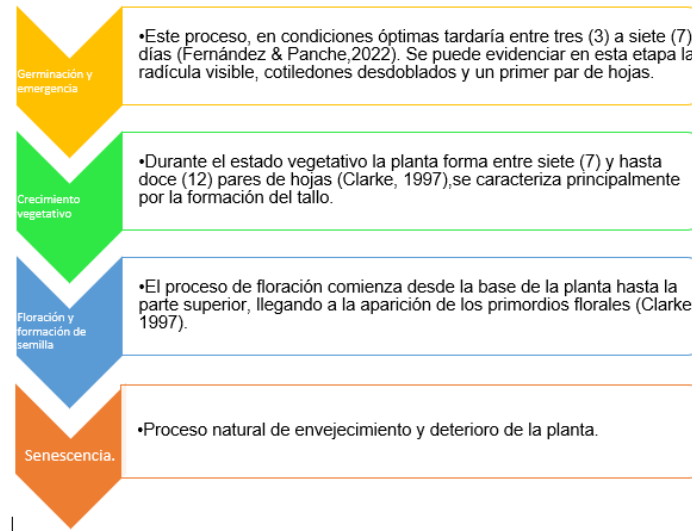 Germinación y
emergencia
•Este proceso, en condiciones óptimas tardaría entre tres (3) a siete (7)
días (Fernández & Panche,2022). Se puede evidenciar en esta etapa la
radícula visible, cotiledones desdoblados y un primer par de hojas.
Crecimiento
vegetativo
•Durante el estado vegetativo la planta forma entre siete (7) y hasta
doce (12) pares de hojas (Clarke, 1997),se caracteriza principalmente
por la formación del tallo.
Floración y
formación de
semilla
•El proceso de floración comienza desde la base de la planta hasta la
parte superior, llegando a la aparición de los primordios florales (Clarke
1997).
Senescencia.
•Proceso natural de envejecimiento y deterioro de la planta.